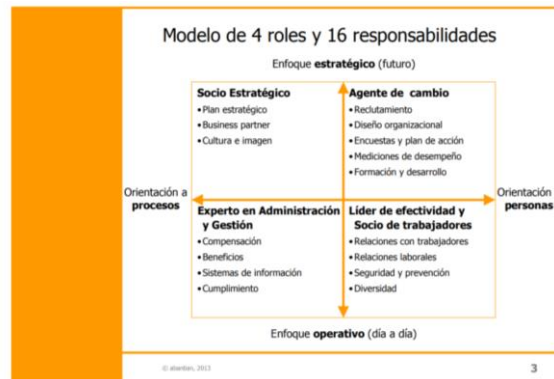 Modelo de 4 roles y 16 responsabilidades
Enfoque estratégico (futuro)
Socio Estratégico
•Plan estratégico
•Business partner
•Cultura e imagen
Agente de cambio
•Reclutamiento
•Diseño organizacional
•Encuestas y plan de acción
•Mediciones de desempeño
•Formación y desarrollo
Orientación a
procesos
Orientación
personas
Experto en Administración
y Gestión
•Compensación
•Beneficios
•Sistemas de información
•Cumplimiento
Líder de efectividad y
Socio de trabajadores
•Relaciones con trabajadores
•Relaciones laborales
•Seguridad y prevención
•Diversidad
Enfoque operativo (día a día)
© abantian, 2013
3